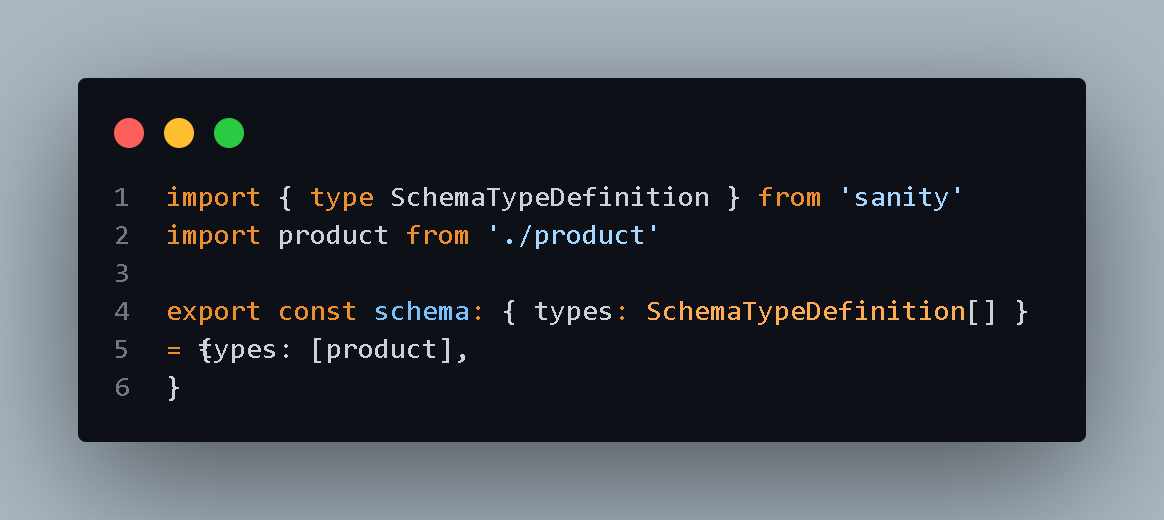 1 import { type SchemaTypeDefinition } from 'sanity'
2 import product from './product'
3
4 export const schema: { types: SchemaTypeDefinition[] }
5 = {types: [product],
6 }